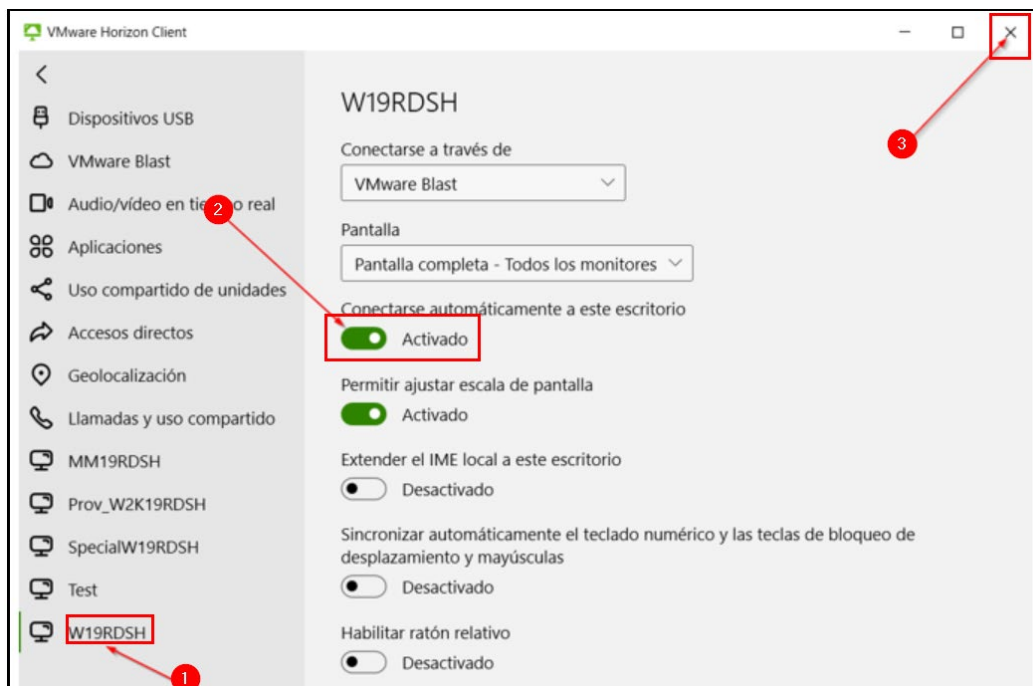 VMware Horizon Client
Dispositivos USB
VMware Blast
Audio/vídeo en tie o real
Aplicaciones
Uso compartido de unidades
Accesos directos
Geolocalización
Llamadas y uso compartido
MM19RDSH
Prov_W2K19RDSH
SpecialW19RDSH
Test
W19RDSH
1
2
3
W19RDSH
Conectarse a través de
VMware Blast
Pantalla
Pantalla completa - Todos los monitores
Conectarse automáticamente a este escritorio
Activado
Permitir ajustar escala de pantalla
Activado
Extender el IME local a este escritorio
Desactivado
Sincronizar automáticamente el teclado numérico y las teclas de bloqueo de
desplazamiento y mayúsculas
Desactivado
Habilitar ratón relativo
Desactivado